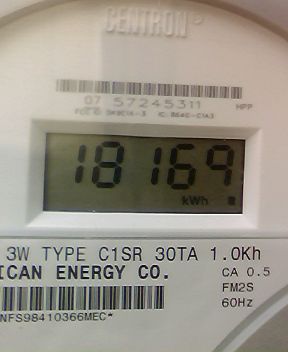 CENTRON®
07 57245311 HPP
18169
kWh
3W TYPE C1SR 30TA 1.0Kh
ICAN ENERGY CO. CA 0.5
FM2S
60Hz
NFS98410366MEC*